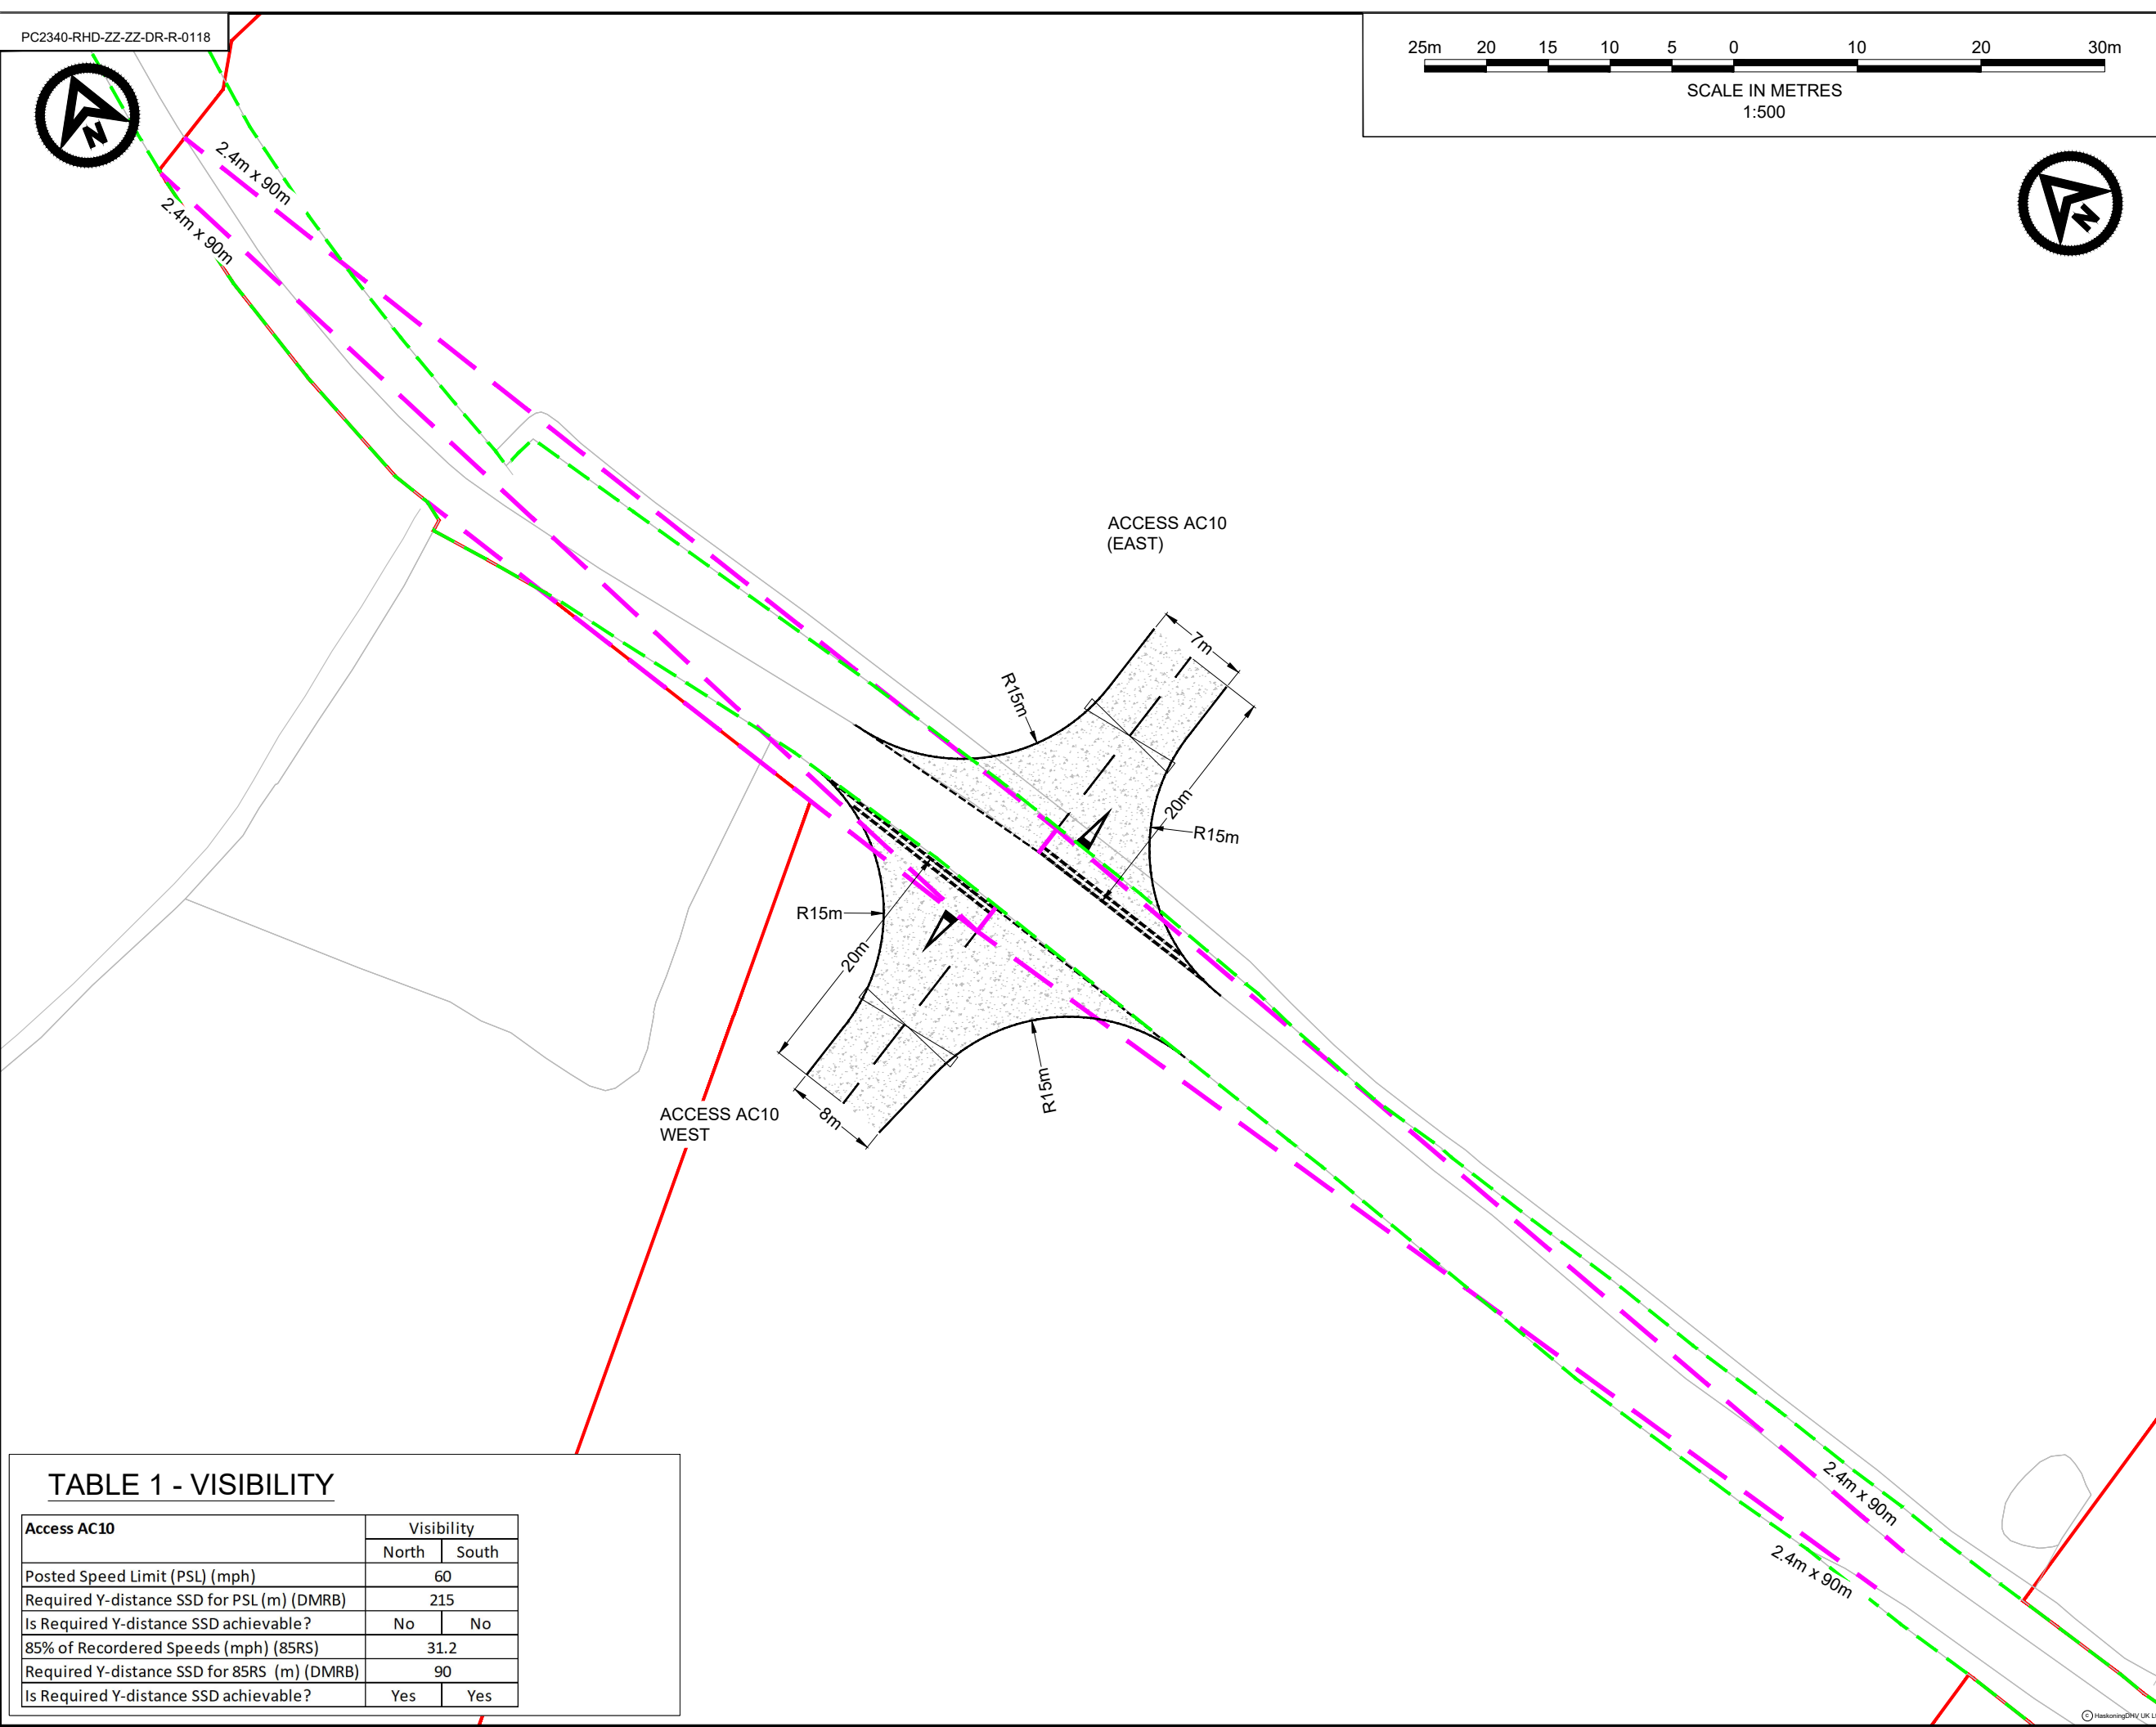 PC2340-RHD-ZZ-ZZ-DR-R-0118
25m 20 15 10 5 0 10 20 30m
SCALE IN METRES
1:500
N
N
2.4m x 90m
2.4m x 90m
ACCESS AC10
(EAST)
7m
R15m
20m
R15m
R15m
20m
R15m
8m
ACCESS AC10
WEST
2.4m x 90m
2.4m x 90m
TABLE 1 - VISIBILITY
Access AC10 Visibility
North South
Posted Speed Limit (PSL) (mph) 60
Required Y-distance SSD for PSL (m) (DMRB) 215
Is Required Y-distance SSD achievable? No No
85% of Recordered Speeds (mph) (85RS) 31.2
Required Y-distance SSD for 85RS (m) (DMRB) 90
Is Required Y-distance SSD achievable? Yes Yes
© HaskoningDHV UK